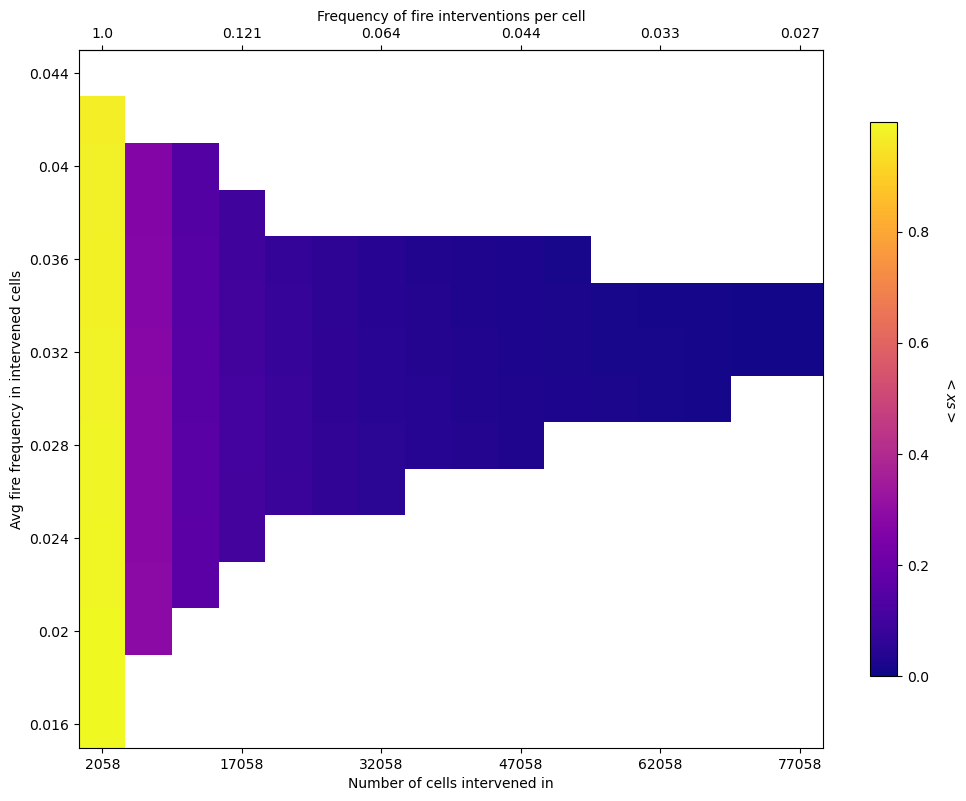 Frequency of fire interventions per cell
1.0 0.121 0.064 0.044 0.033 0.027
0.044
0.04
0.036
0.032
0.028
0.024
0.02
0.016
Avg fire frequency in intervened cells
2058 17058 32058 47058 62058 77058
Number of cells intervened in
0.8
0.6
0.4
0.2
0.0
< xs >